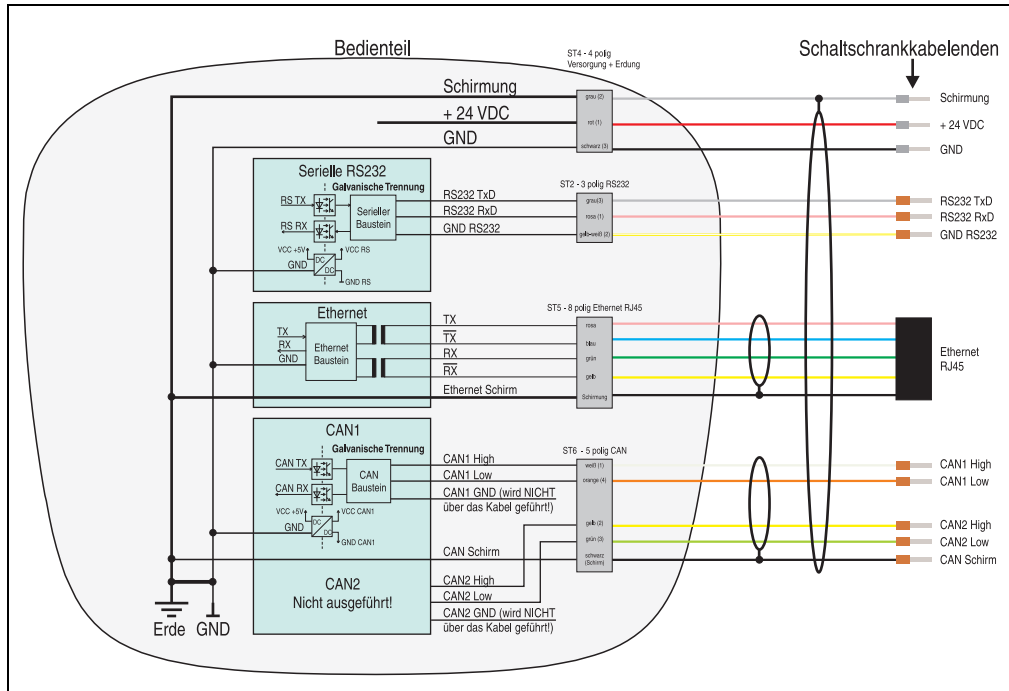 Bedienteil
ST4 - 4 polig
Versorgung + Erdung
Schaltschrankkabelenden
Schirmung
grau (2)
Schirmung
+ 24 VDC
rot (1)
+ 24 VDC
GND
schwarz (3)
GND
Serielle RS232
Galvanische Trennung
ST2 - 3 polig RS232
RS TX
Serieller
Baustein
RS232 TxD
grau(3)
RS232 TxD
RS232 RxD
rosa (1)
RS232 RxD
RS RX
GND RS232
gelb-weiß (2)
GND RS232
VCC +5V
VCC RS
GND
DC
DC
GND RS
Ethernet
ST5 - 8 polig Ethernet RJ45
TX
RX
GND
Ethernet
Baustein
TX
rosa
TX
blau
RX
grün
RX
gelb
Ethernet
RJ45
Ethernet Schirm
Schirmung
CAN1
Galvanische Trennung
ST6 - 5 polig CAN
CAN TX
CAN
Baustein
CAN1 High
weiß (1)
CAN1 High
CAN1 Low
orange (4)
CAN1 Low
CAN RX
CAN1 GND (wird NICHT
über das Kabel geführt!)
VCC +5V
VCC CAN1
GND
DC
DC
GND CAN1
gelb (2)
CAN2 High
grün (3)
CAN2 Low
CAN Schirm
schwarz
(Schirm)
CAN Schirm
CAN2
Nicht ausgeführt!
CAN2 High
CAN2 Low
CAN2 GND (wird NICHT
über das Kabel geführt!)
Erde
GND